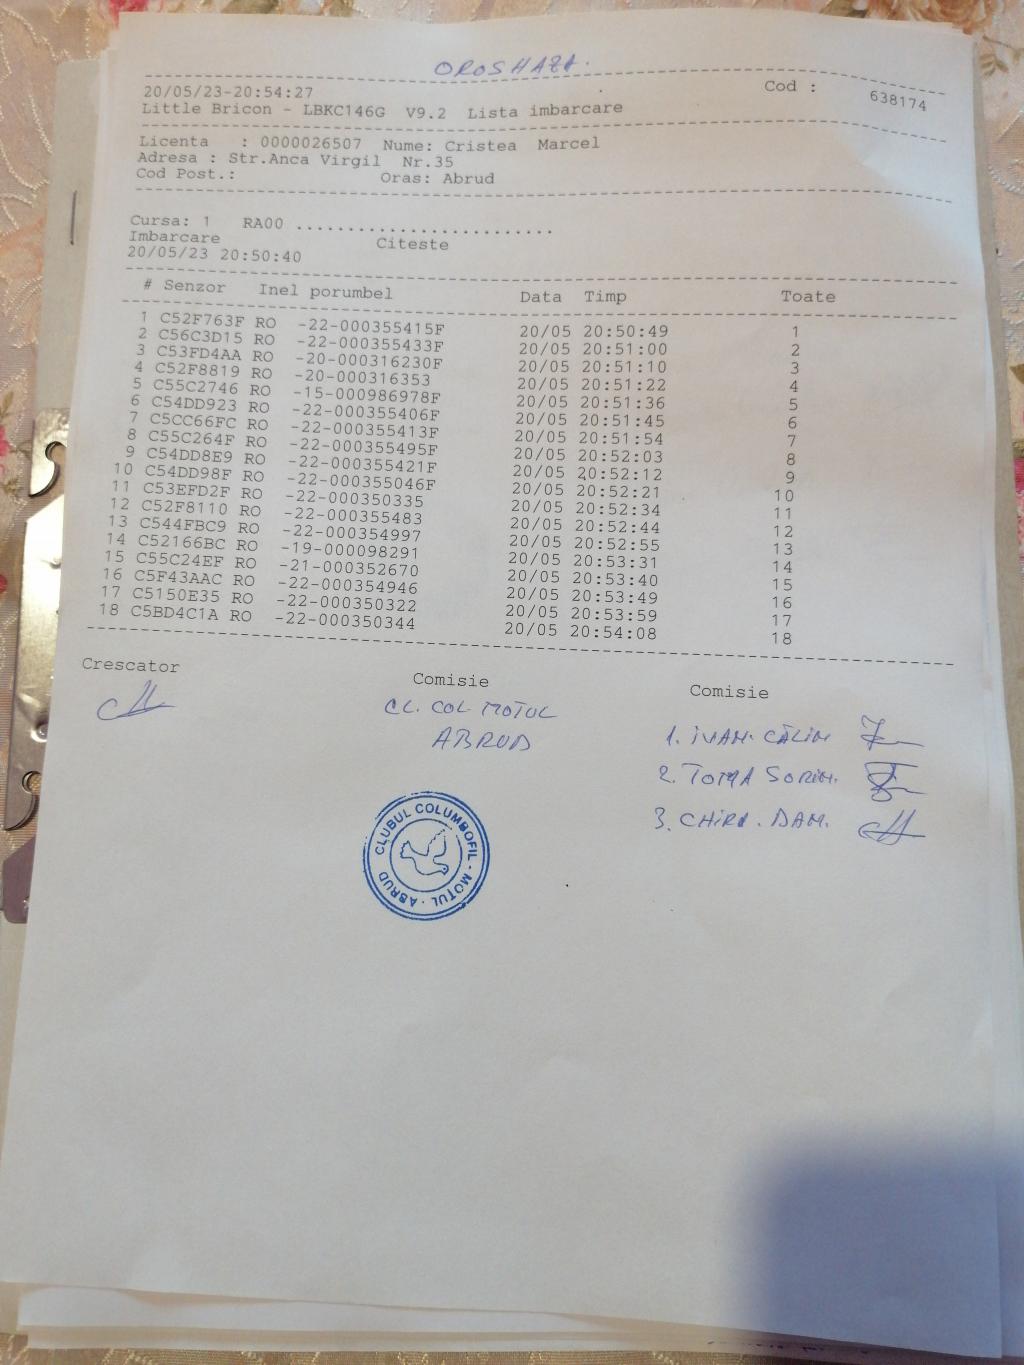 OROSHAZA.
20/05/23-20:54:27 Cod : 638174
Little Bricon - LBKC146G V9.2 Lista imbarcare
Licenta : 0000026507 Nume: Cristea Marcel
Adresa : Str.Anca Virgil Nr.35
Cod Post.: Oras: Abrud
Cursa: 1 RA00 .........................
Imbarcare Citeste
20/05/23 20:50:40
# Senzor Inel porumbel Data Timp Toate
1 C52F763F RO -22-000355415F 20/05 20:50:49 1
2 C56C3D15 RO -22-000355433F 20/05 20:51:00 2
3 C53FD4AA RO -20-000316230F 20/05 20:51:10 3
4 C52F8819 RO -20-000316353 20/05 20:51:22 4
5 C55C2746 RO -15-000986978F 20/05 20:51:36 5
6 C54DD923 RO -22-000355406F 20/05 20:51:45 6
7 C5CC66FC RO -22-000355413F 20/05 20:51:54 7
8 C55C264F RO -22-000355495F 20/05 20:52:03 8
9 C54DD8E9 RO -22-000355421F 20/05 20:52:12 9
10 C54DD98F RO -22-000355046F 20/05 20:52:21 10
11 C53EFD2F RO -22-000350335 20/05 20:52:34 11
12 C52F8110 RO -22-000355483 20/05 20:52:44 12
13 C544FBC9 RO -22-000354997 20/05 20:52:55 13
14 C52166BC RO -19-000098291 20/05 20:53:31 14
15 C55C24EF RO -21-000352670 20/05 20:53:40 15
16 C5F43AAC RO -22-000354946 20/05 20:53:49 16
17 C5150E35 RO -22-000350322 20/05 20:53:59 17
18 C5BD4C1A RO -22-000350344 20/05 20:54:08 18
Crescator Comisie Comisie
CL. COL MOTUL
ABRUD
1. IVAN. CĂLIN
2. TOMA SORIN.
3. CHIRA. DAN.
CLUBUL COLUMBOFIL - MOȚUL - ABRUD